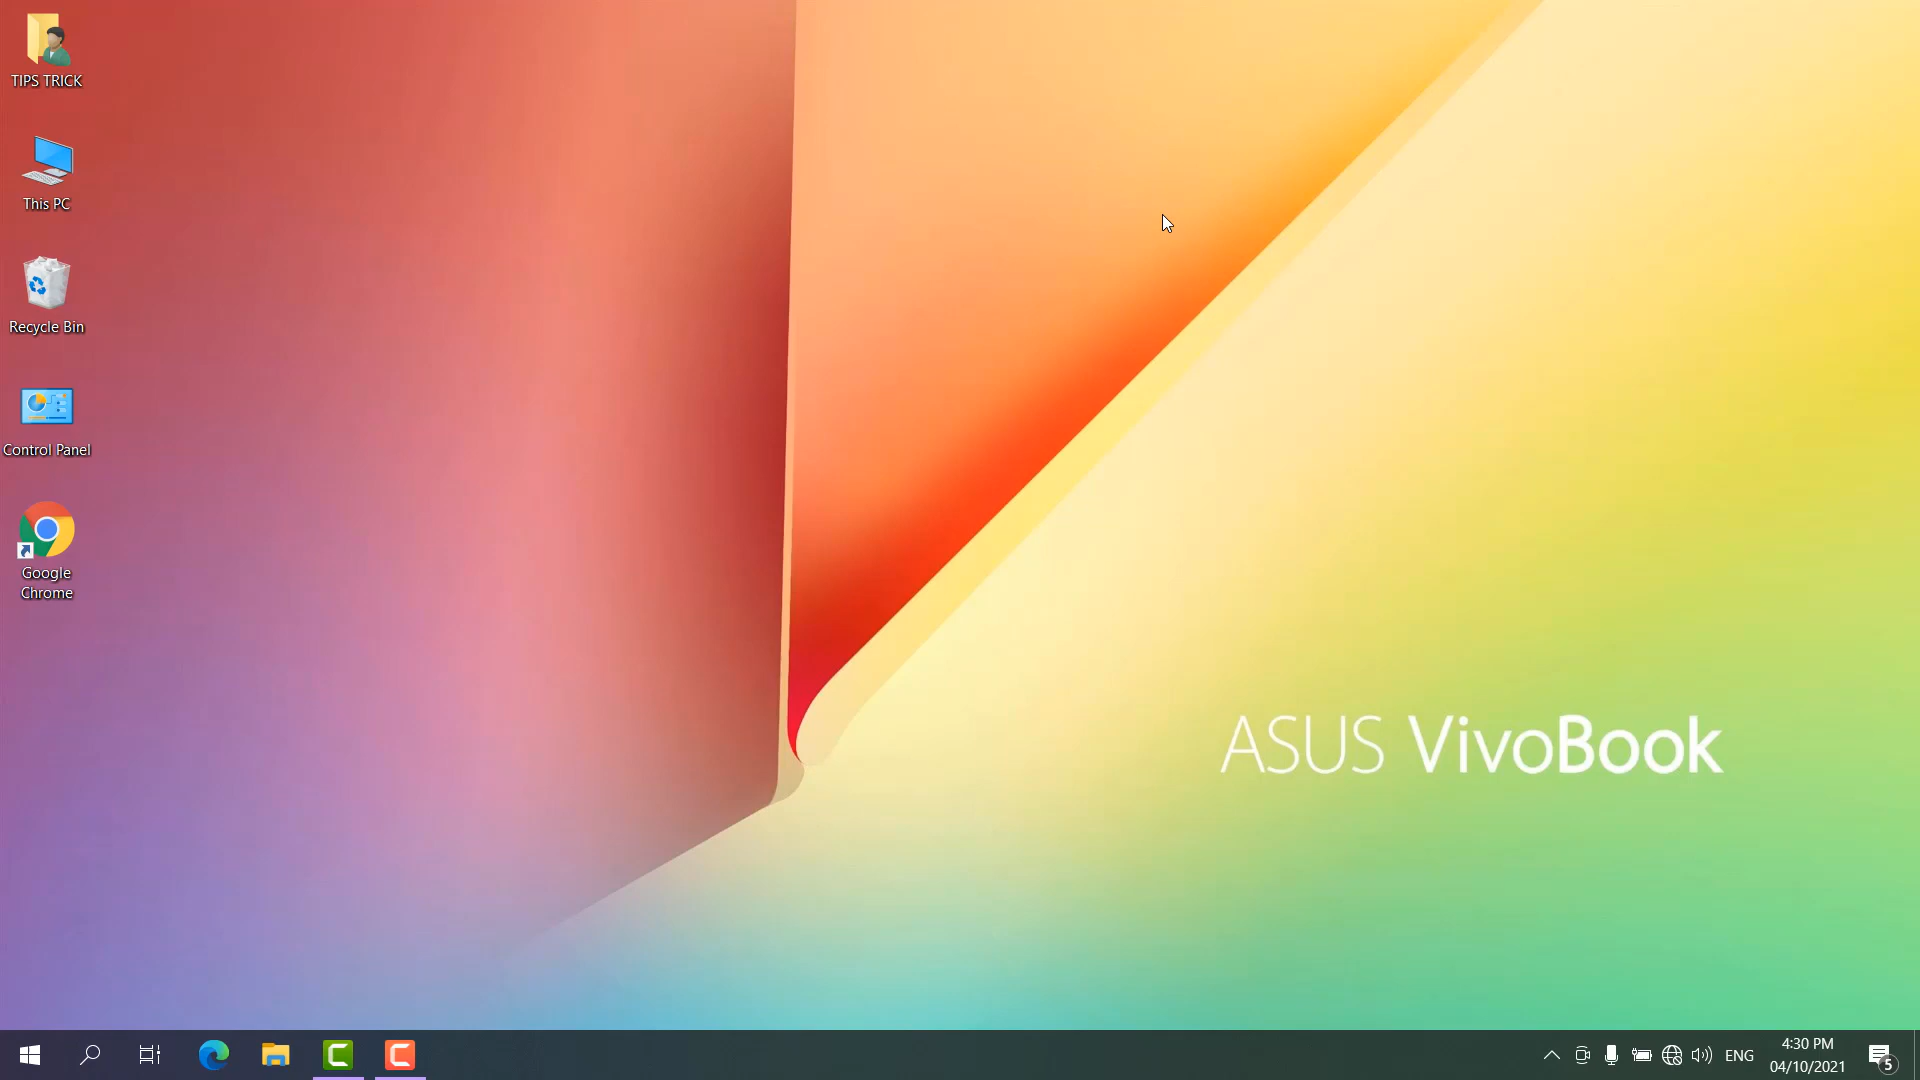 TIPS TRICK
This PC
Recycle Bin
Control Panel
Google
Chrome
ASUS VivoBook
ENG
4:30 PM
04/10/2021
5